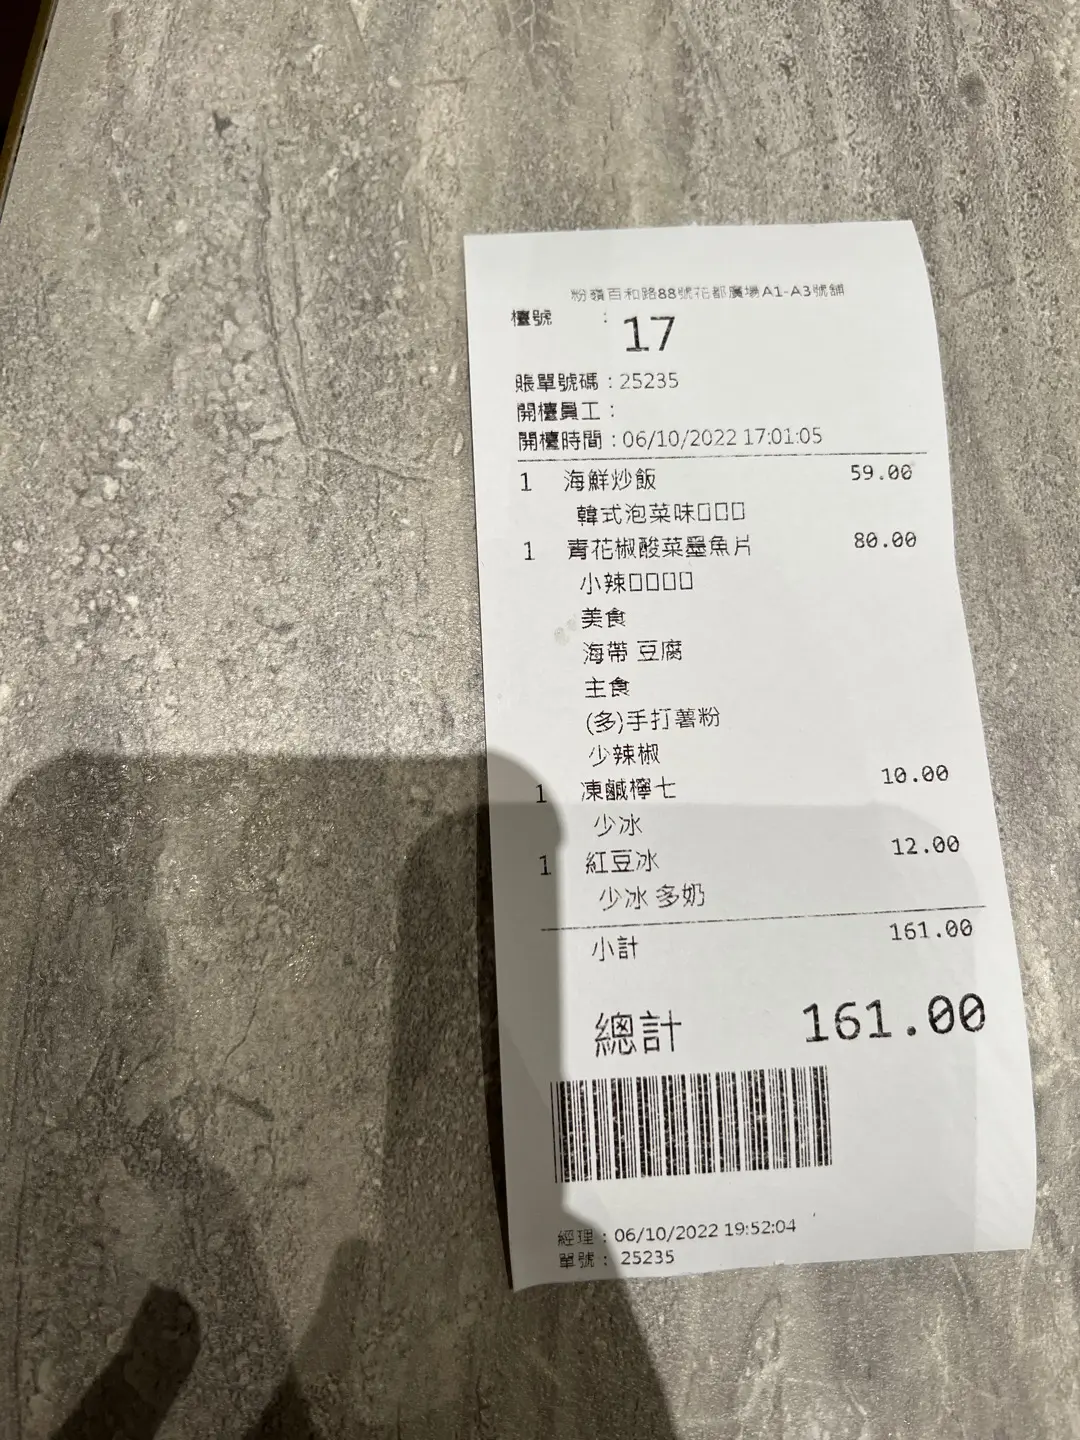 粉嶺百和路88號花都廣場A1-A3號舖
檯號 : 17
賬單號碼：25235
開檯員工：
開檯時間：06/10/2022 17:01:05
1 海鮮炒飯 59.00
韓式泡菜味□□□
1 青花椒酸菜墨魚片 80.00
小辣□□□□
美食
海帶 豆腐
主食
(多)手打薯粉
少辣椒
1 凍鹹檸七 10.00
少冰
1 紅豆冰 12.00
少冰 多奶
小計 161.00
總計 161.00
經理：06/10/2022 19:52:04
單號： 25235